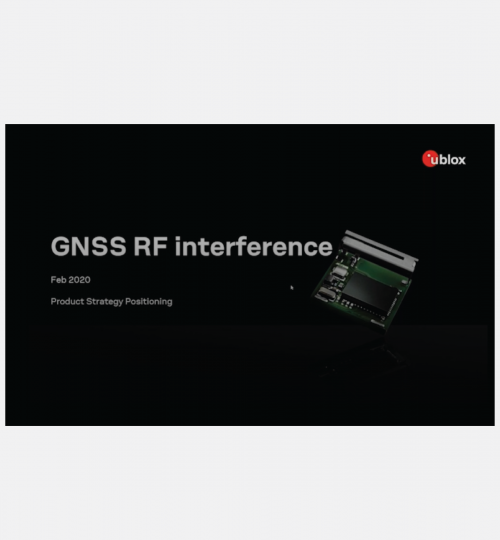 ublox
GNSS RF interference
Feb 2020
Product Strategy Positioning